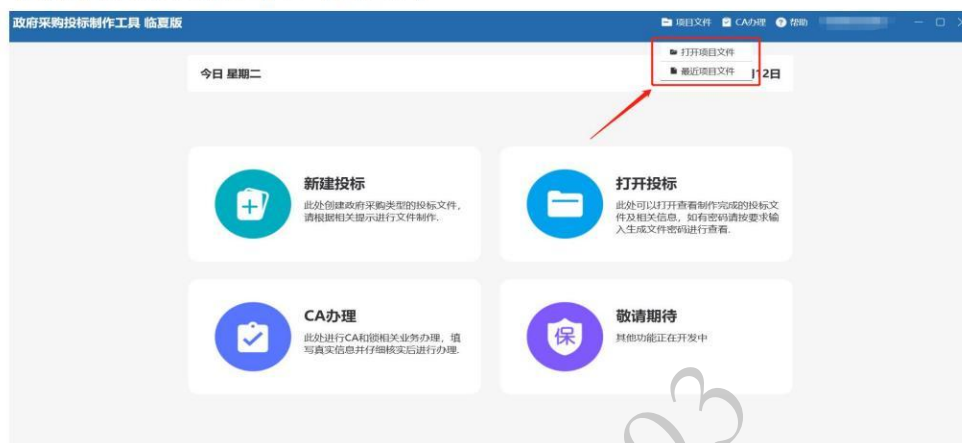 政府采购投标制作工具 临夏版
项目文件 CA办理 帮助
打开项目文件
最近项目文件
今日 星期二
12日
新建投标
此处创建政府采购类型的投标文件，
请根据相关提示进行文件制作.
打开投标
此处可以打开查看制作完成的投标文
件及相关信息，如有密码请按要求输
入生成文件密码进行查看.
CA办理
此处进行CA和锁相关业务办理，填
写真实信息并仔细核实后进行办理.
保
敬请期待
其他功能正在开发中
03